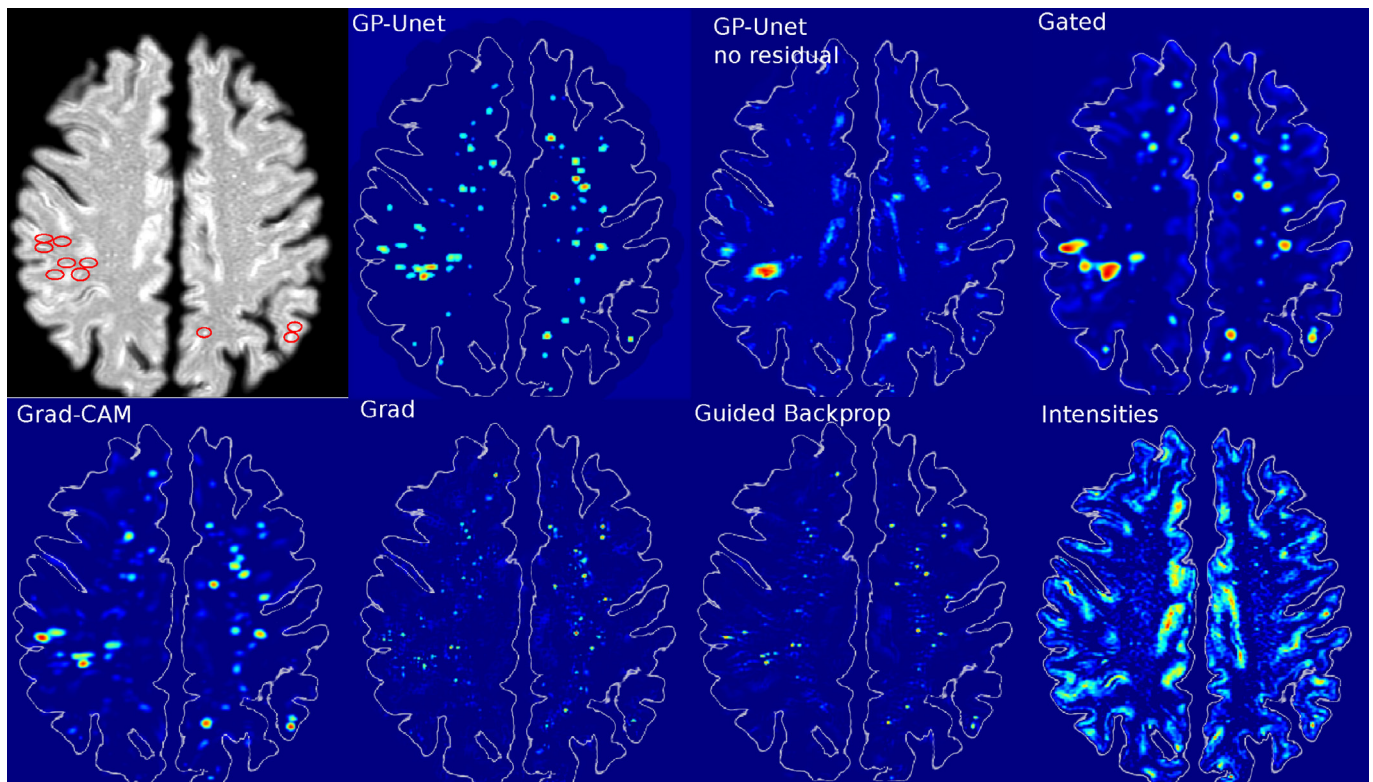 GP-Unet
GP-Unet
no residual
Gated
Grad-CAM
Grad
Guided Backprop
Intensities